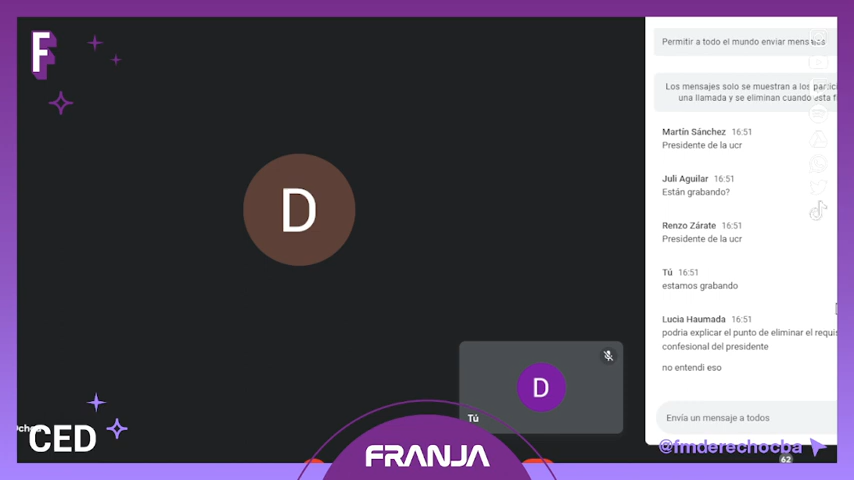 F
Permitir a todo el mundo enviar mensajes
Los mensajes solo se muestran a los partici
una llamada y se eliminan cuando esta fi
Martín Sánchez 16:51
Presidente de la ucr
Juli Aguilar 16:51
Están grabando?
Renzo Zárate 16:51
Presidente de la ucr
Tú 16:51
estamos grabando
Lucia Haumada 16:51
podria explicar el punto de eliminar el requis
confesional del presidente
no entendi eso
Envía un mensaje a todos
D
D
Tú
CED
FRANJA
@frnderechocba
62